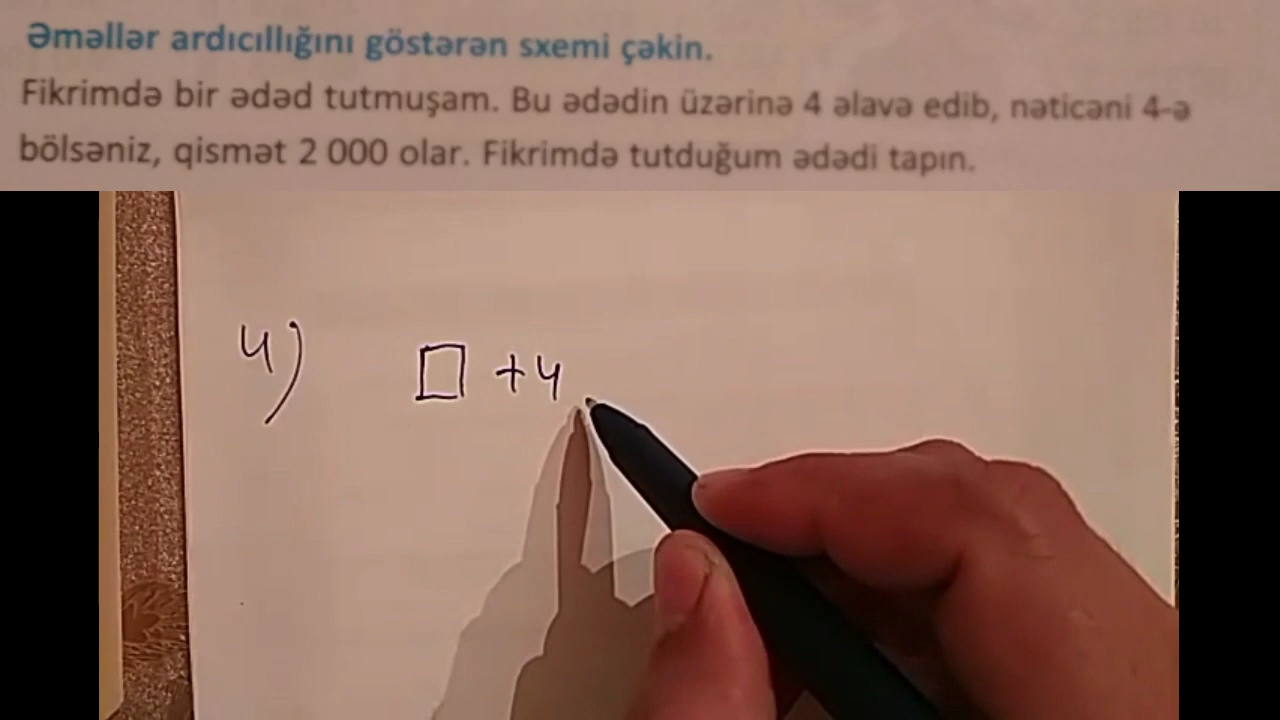 Əməllər ardıcıllığını göstərən sxemi çəkin.
Fikrimdə bir ədəd tutmuşam. Bu ədədin üzərinə 4 əlavə edib, nəticəni 4-ə
bölsəniz, qismət 2 000 olar. Fikrimdə tutduğum ədədi tapın.
4) □ +4